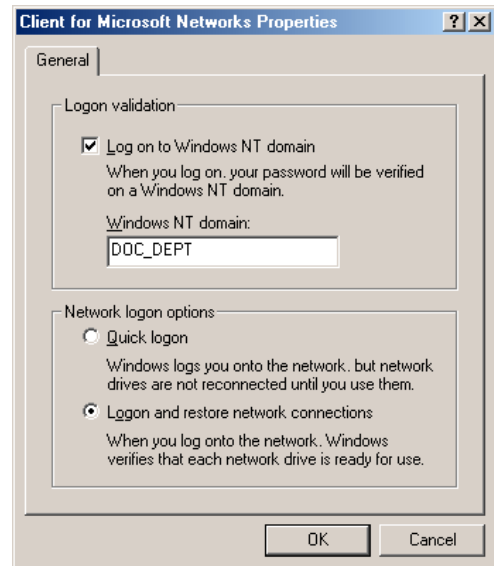 Client for Microsoft Networks Properties
General
Logon validation
Log on to Windows NT domain
When you log on, your password will be verified
on a Windows NT domain.
Windows NT domain:
DOC_DEPT
Network logon options
Quick logon
Windows logs you onto the network, but network
drives are not reconnected until you use them.
Logon and restore network connections
When you log onto the network, Windows
verifies that each network drive is ready for use.
OK Cancel